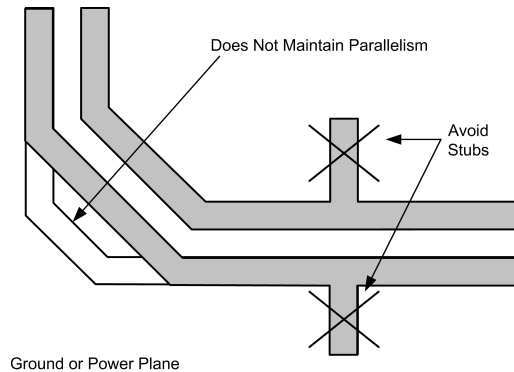 Does Not Maintain Parallelism
Avoid
Stubs
Ground or Power Plane